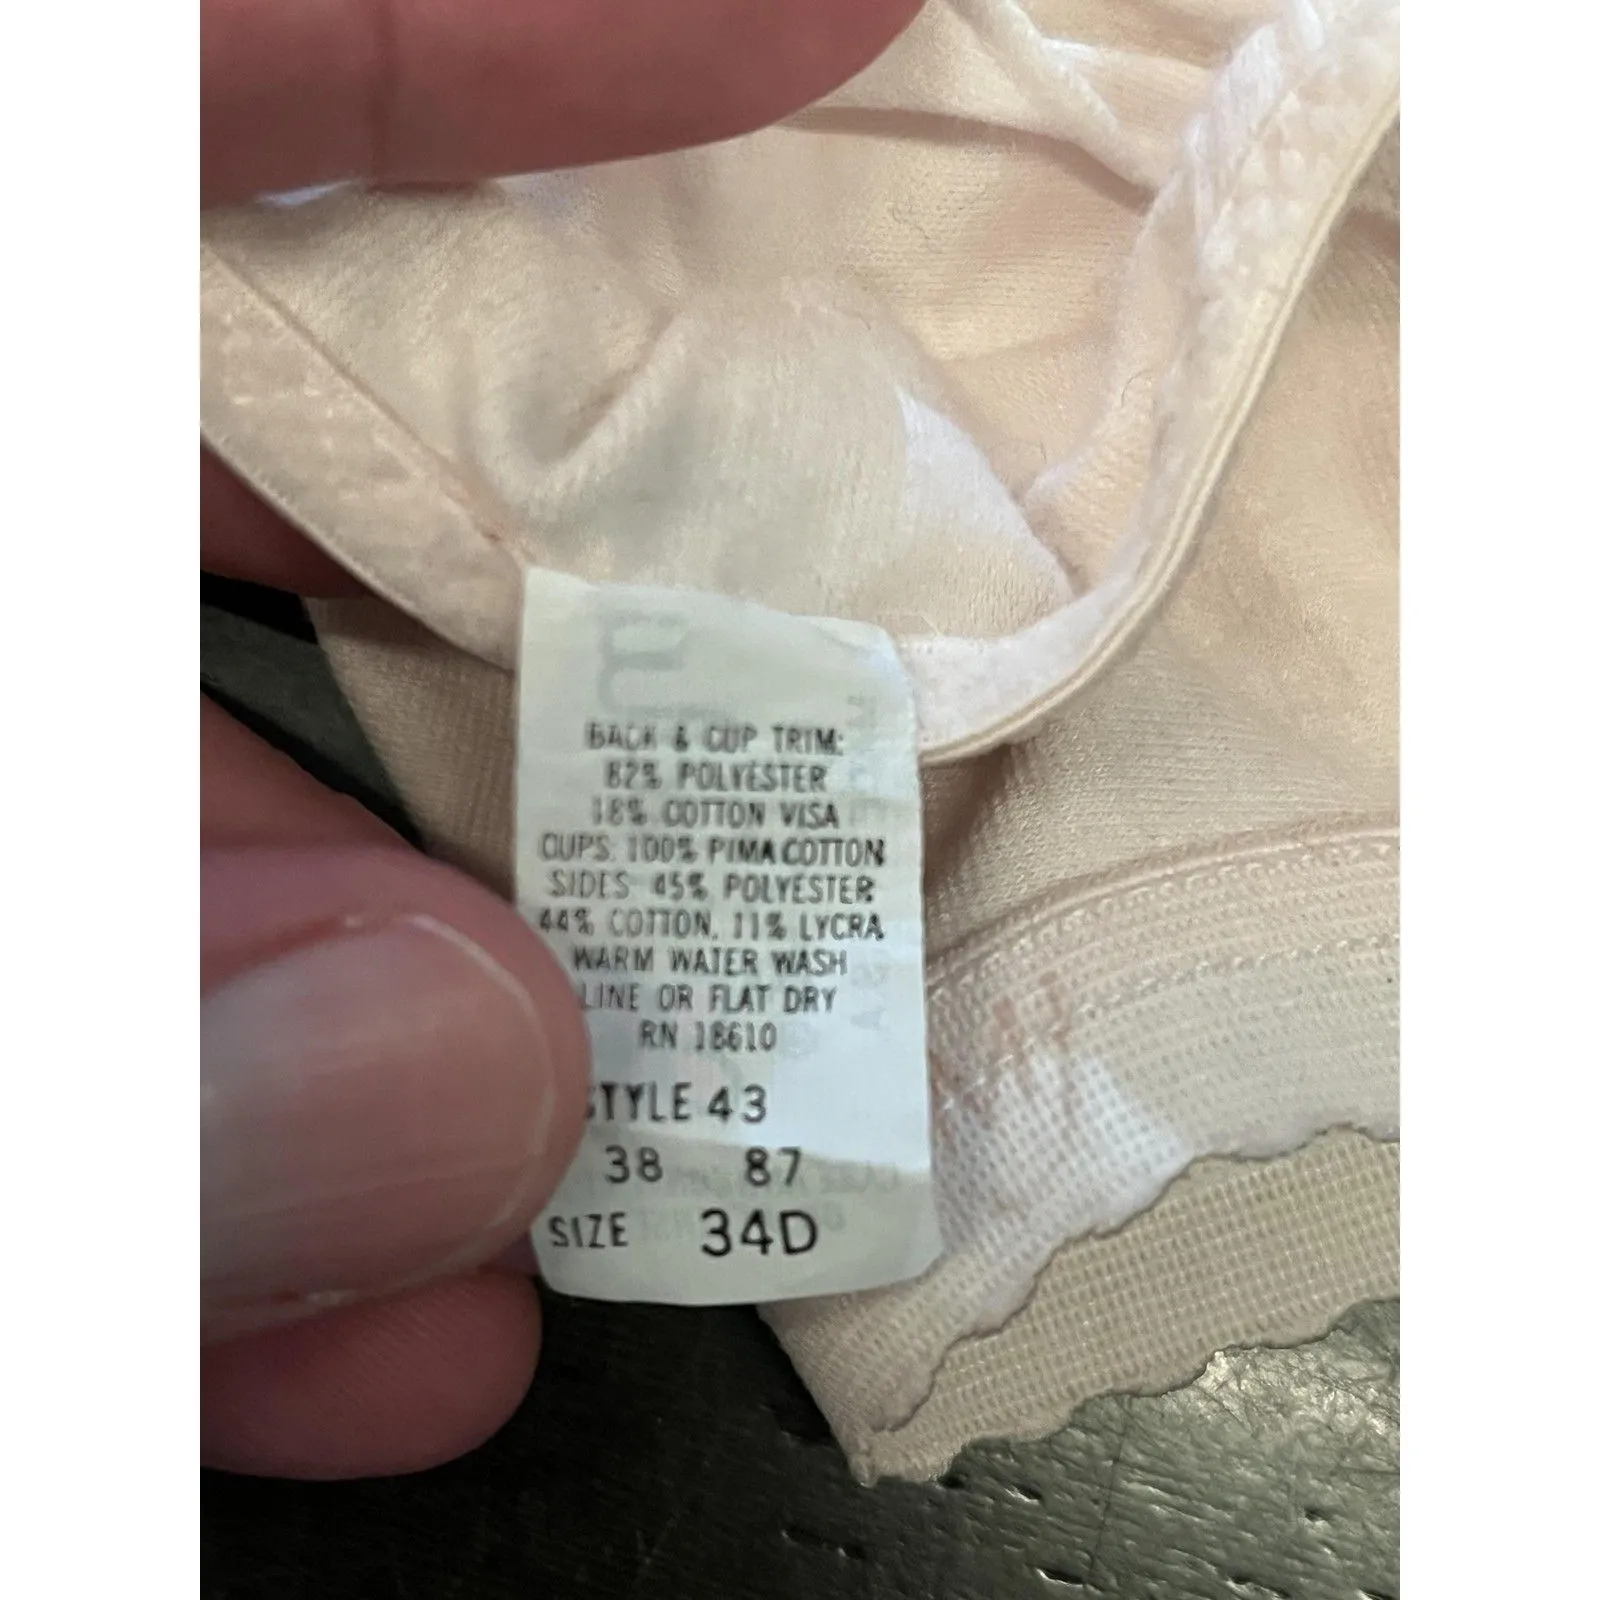 BACK & CUP TRIM:
82% POLYESTER
18% COTTON VISA
CUPS: 100% PIMA COTTON
SIDES: 45% POLYESTER
44% COTTON, 11% LYCRA
WARM WATER WASH
LINE OR FLAT DRY
RN 18610
STYLE 43
38 87
SIZE 34D